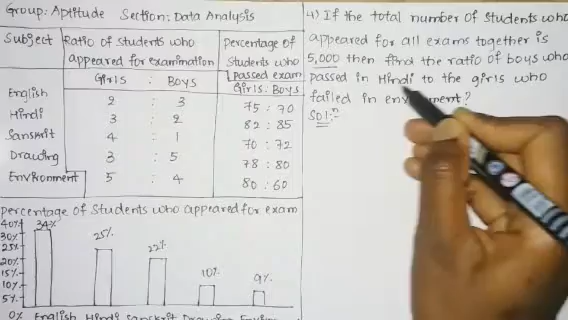 Group: Aptitude Section: Data Analysis
Subject Ratio of Students who appeared for examination Percentage of Students who passed exam
Girls : Boys Girls : Boys
English 2 : 3 75 : 70
Hindi 3 : 2 82 : 85
Sanskrit 4 : 1 70 : 72
Drawing 3 : 5 78 : 80
Environment 5 : 4 80 : 60
percentage of Students who appeared for exam
40%
34%
30%
25%
25%
22%
20%
15%
10%
10%
9%
5%
0% English Hindi Sanskrit Drawing
4) If the total number of Students who
appeared for all exams together is
5,000 then find the ratio of boys who
passed in Hindi to the girls who
failed in ment?
Sol:n-